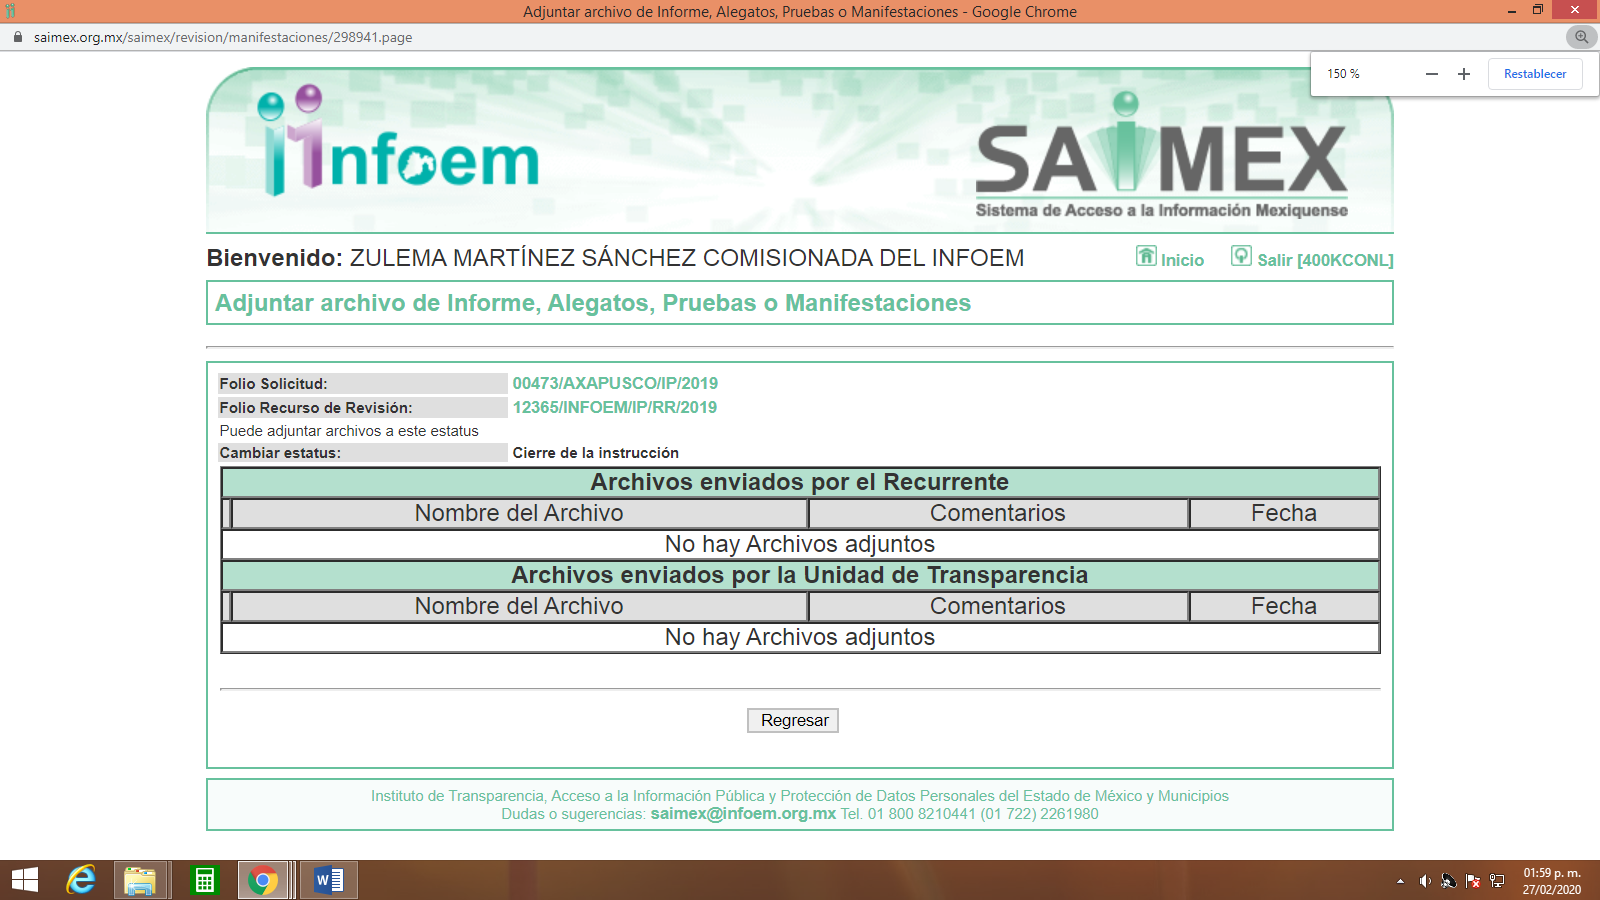 Adjuntar archivo de Informe, Alegatos, Pruebas o Manifestaciones - Google Chrome
saimex.org.mx/saimex/revision/manifestaciones/298941.page
150 %
Restablecer
infoem
SAIMEX
Sistema de Acceso a la Información Mexiquense
Bienvenido: ZULEMA MARTÍNEZ SÁNCHEZ COMISIONADA DEL INFOEM
Inicio
Salir [400KCONL]
Adjuntar archivo de Informe, Alegatos, Pruebas o Manifestaciones
Folio Solicitud: 00473/AXAPUSCO/IP/2019
Folio Recurso de Revisión: 12365/INFOEM/IP/RR/2019
Puede adjuntar archivos a este estatus
Cambiar estatus: Cierre de la instrucción
Archivos enviados por el Recurrente
Nombre del Archivo Comentarios Fecha
No hay Archivos adjuntos
Archivos enviados por la Unidad de Transparencia
Nombre del Archivo Comentarios Fecha
No hay Archivos adjuntos
Regresar
Instituto de Transparencia, Acceso a la Información Pública y Protección de Datos Personales del Estado de México y Municipios
Dudas o sugerencias: saimex@infoem.org.mx Tel. 01 800 8210441 (01 722) 2261980
01:59 p. m.
27/02/2020